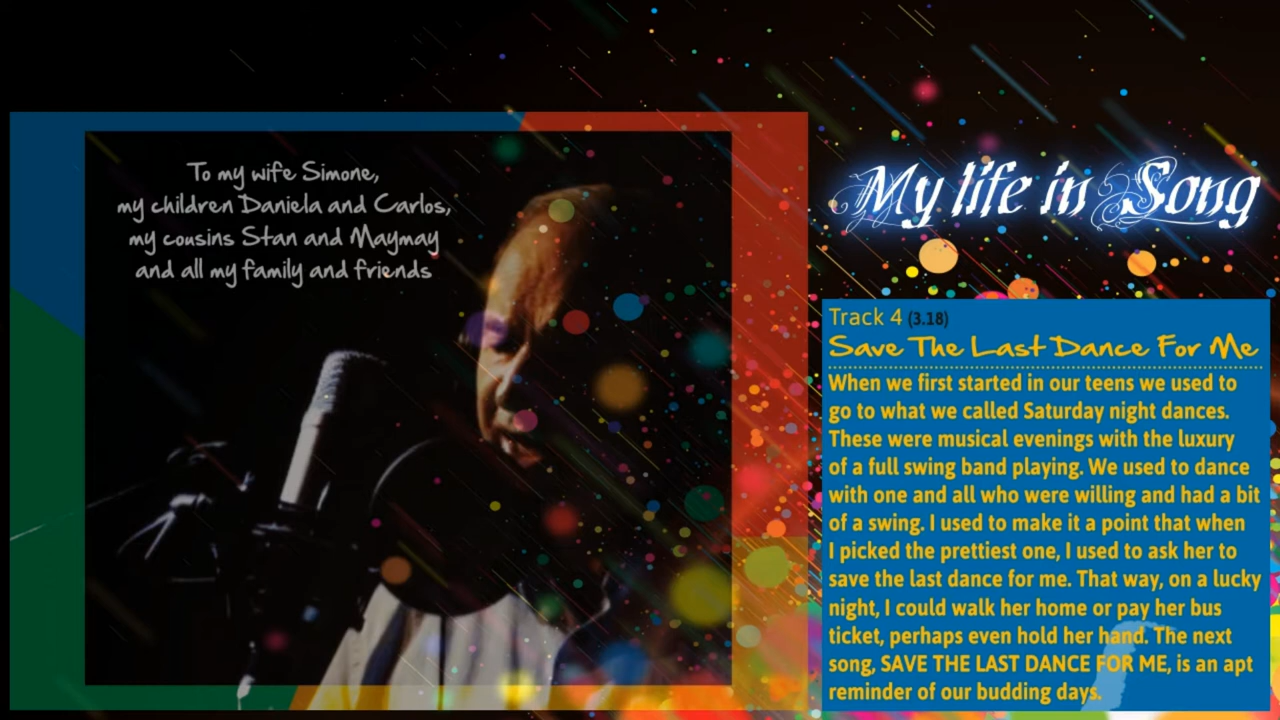 To my wife Simone,
my children Daniela and Carlos,
my cousins Stan and Maymay
and all my family and friends
My life in Song
Track 4 (3.18)
Save The Last Dance For Me
When we first started in our teens we used to
go to what we called Saturday night dances.
These were musical evenings with the luxury
of a full swing band playing. We used to dance
with one and all who were willing and had a bit
of a swing. I used to make it a point that when
I picked the prettiest one, I used to ask her to
save the last dance for me. That way, on a lucky
night, I could walk her home or pay her bus
ticket, perhaps even hold her hand. The next
song, SAVE THE LAST DANCE FOR ME, is an apt
reminder of our budding days.